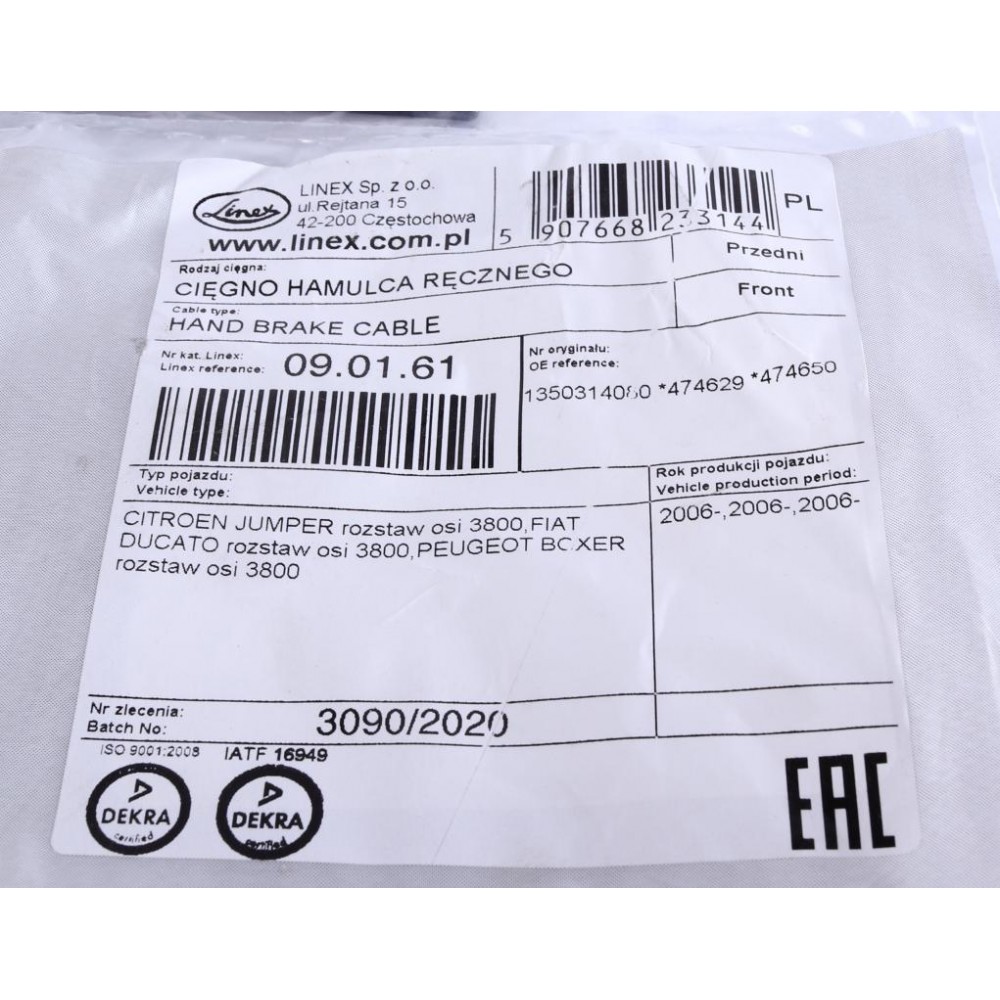 Linex
LINEX Sp. z o.o.
ul.Rejtana 15
42-200 Częstochowa
www.linex.com.pl
5 907668 233144
PL
Rodzaj cięgna:
CIĘGNO HAMULCA RĘCZNEGO
Przedni
Cable type:
HAND BRAKE CABLE
Front
Nr kat. Linex:
Linex reference:
09.01.61
Nr oryginału:
OE reference:
1350314080 *474629 *474650
Typ pojazdu:
Vehicle type:
CITROEN JUMPER rozstaw osi 3800,FIAT
DUCATO rozstaw osi 3800,PEUGEOT BOXER
rozstaw osi 3800
Rok produkcji pojazdu:
Vehicle production period:
2006-,2006-,2006-
Nr zlecenia:
Batch No:
3090/2020
ISO 9001:2008
IATF 16949
DEKRA
certified
DEKRA
certified
EAC